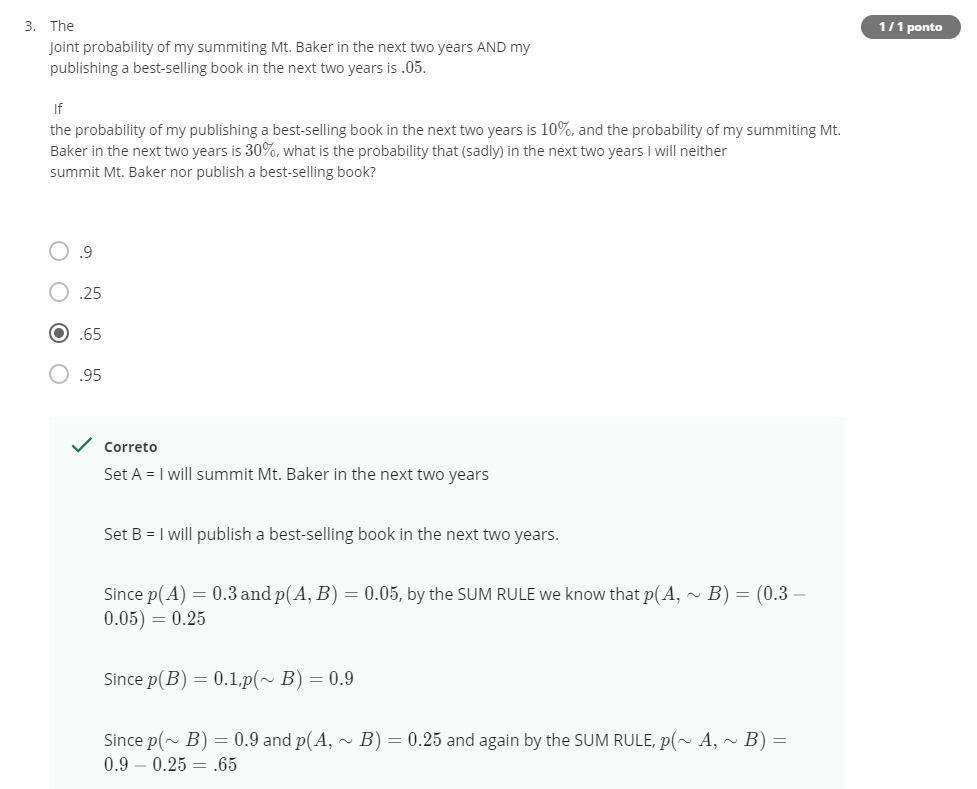 3. The
1 / 1 ponto
Joint probability of my summiting Mt. Baker in the next two years AND my
publishing a best-selling book in the next two years is .05.
If
the probability of my publishing a best-selling book in the next two years is 10%, and the probability of my summiting Mt.
Baker in the next two years is 30%, what is the probability that (sadly) in the next two years I will neither
summit Mt. Baker nor publish a best-selling book?
.9
.25
.65
.95
Correto
Set A = I will summit Mt. Baker in the next two years
Set B = I will publish a best-selling book in the next two years.
Since p(A) = 0.3 and p(A, B) = 0.05, by the SUM RULE we know that p(A, ∼ B) = (0.3 −
0.05) = 0.25
Since p(B) = 0.1,p(∼ B) = 0.9
Since p(∼ B) = 0.9 and p(A, ∼ B) = 0.25 and again by the SUM RULE, p(∼ A, ∼ B) =
0.9 − 0.25 = .65